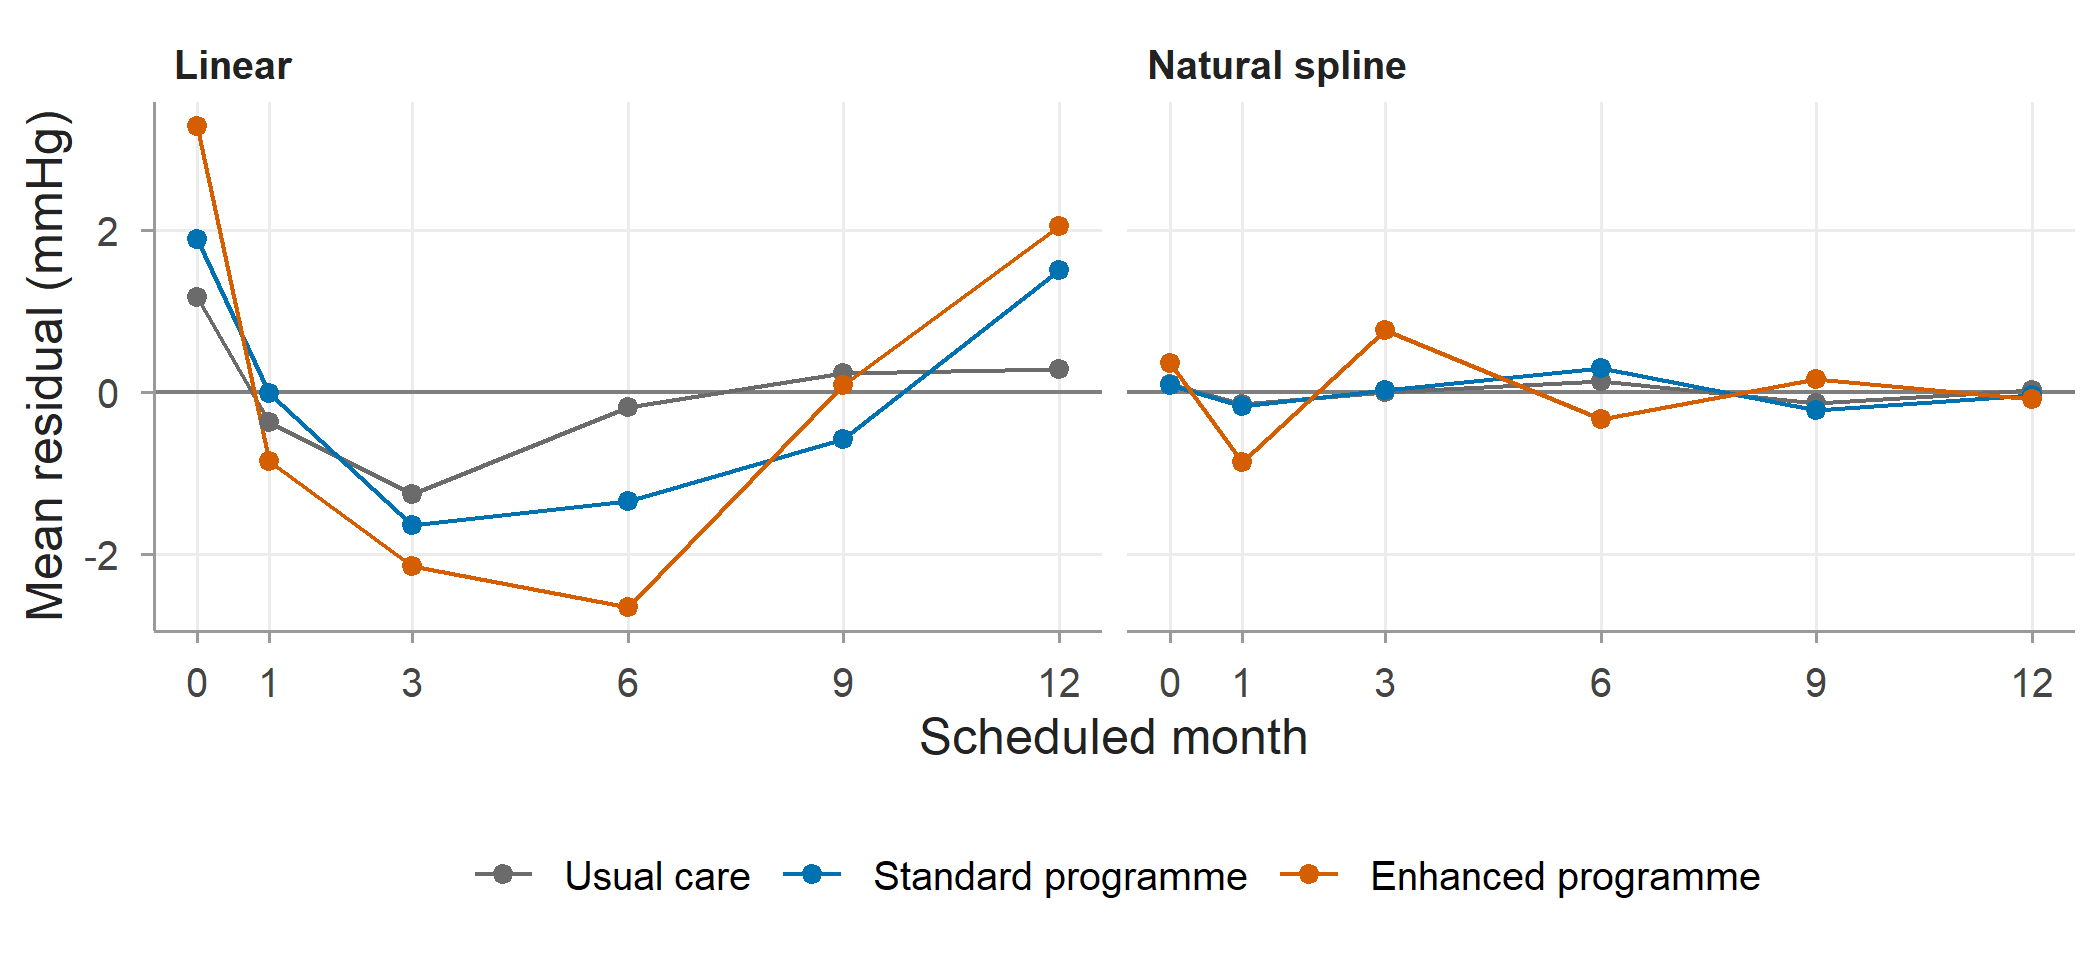 Linear
Natural spline
Mean residual (mmHg)
2
0
-2
0 1 3 6 9 12
0 1 3 6 9 12
Scheduled month
Usual care
Standard programme
Enhanced programme